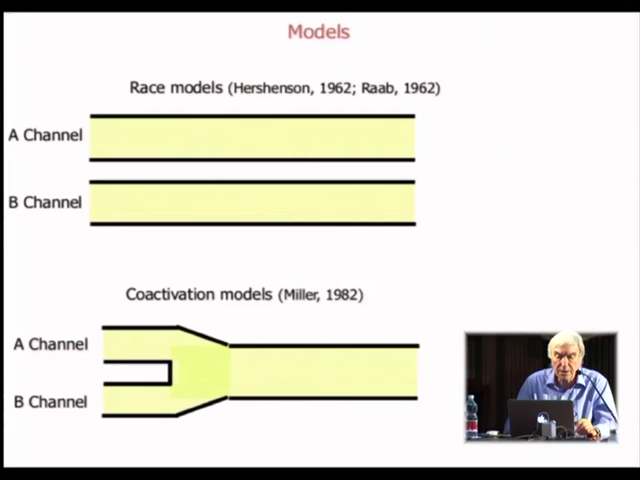 Models
Race models (Hershenson, 1962; Raab, 1962)
A Channel
B Channel
Coactivation models (Miller, 1982)
A Channel
B Channel